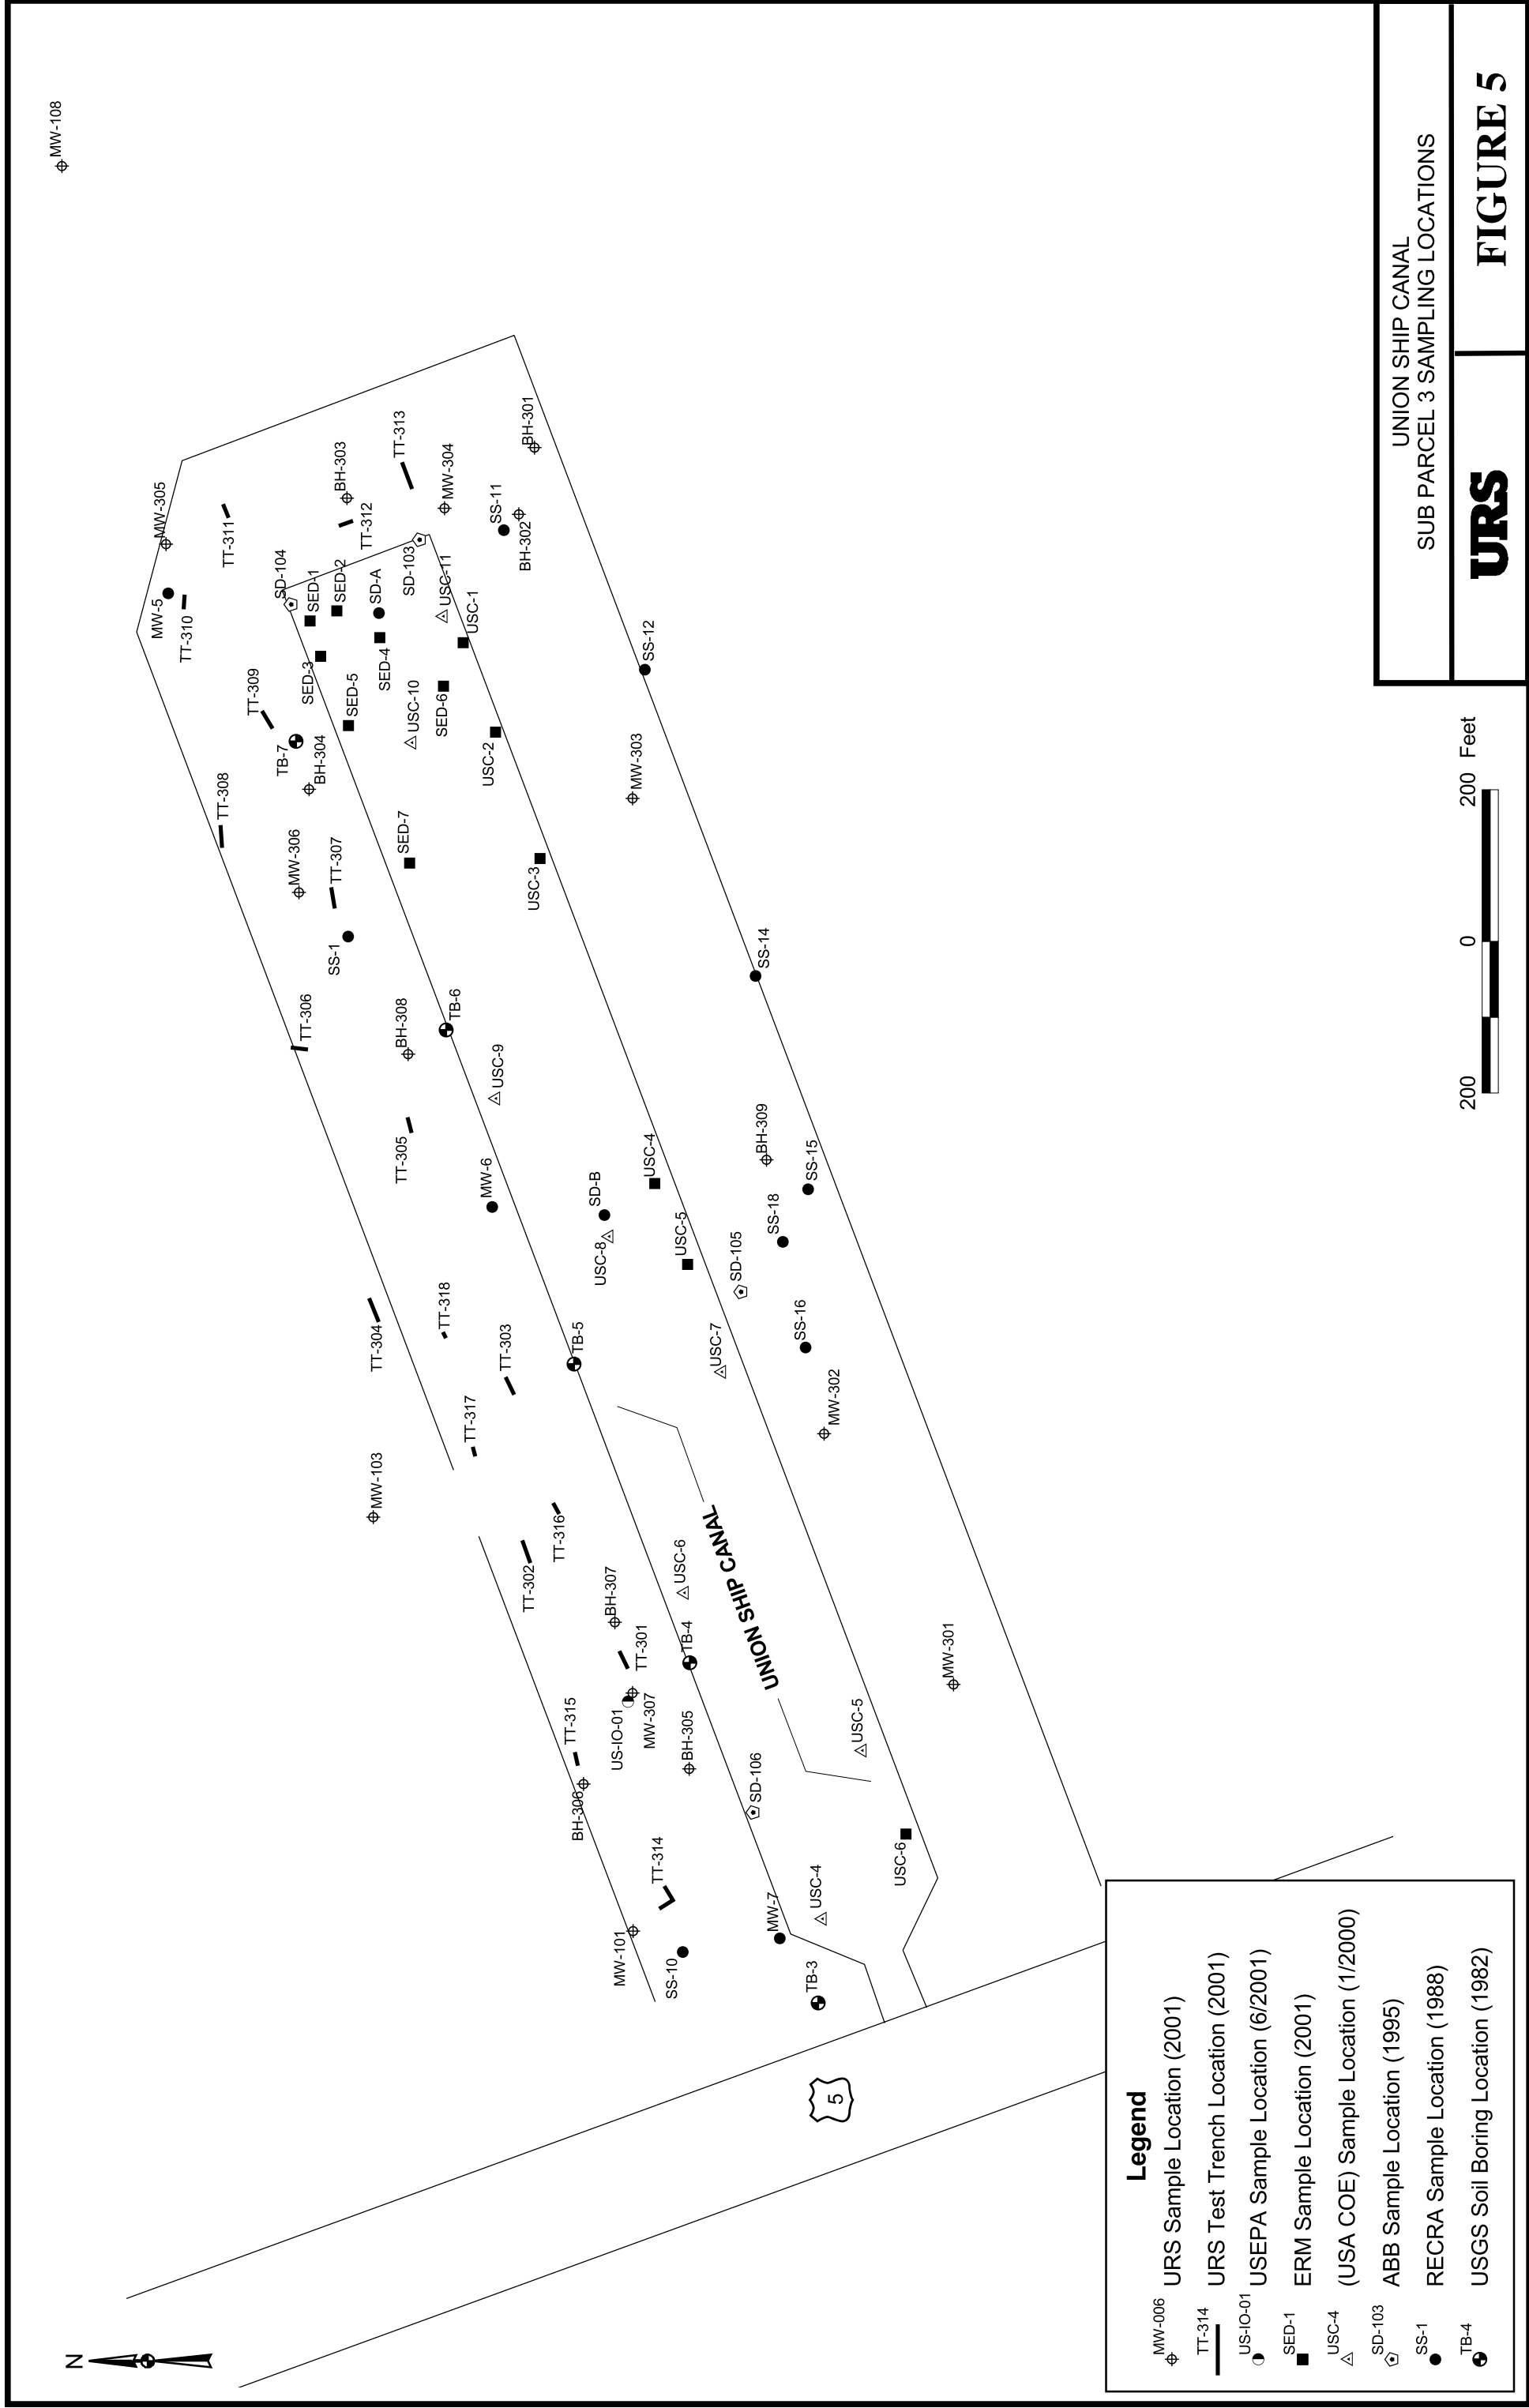 N
MW-108
MW-305
MW-5
TT-310
TT-311
SD-104
SED-1
SED-2
BH-303
TT-312
TT-313
MW-304
SD-103
SD-A
SED-3
SED-4
SED-5
USC-11
USC-1
SS-11
BH-302
BH-301
TT-309
TB-7
BH-304
USC-10
SED-6
USC-2
SS-12
TT-308
MW-306
TT-307
SS-1
SED-7
USC-3
MW-303
TT-306
BH-308
TB-6
USC-9
SS-14
TT-305
MW-6
SD-B
USC-8
USC-4
USC-5
BH-309
SS-15
SS-18
SD-105
SS-16
TT-304
TT-318
TT-303
TB-5
USC-7
MW-302
MW-103
TT-317
TT-316
TT-302
BH-307
USC-6
UNION SHIP CANAL
TT-301
TB-4
MW-301
TT-315
US-IO-01
MW-307
BH-305
BH-306
SD-106
USC-5
USC-6
TT-314
MW-101
SS-10
MW-7
USC-4
TB-3
5
Legend
MW-006
URS Sample Location (2001)
TT-314
URS Test Trench Location (2001)
US-IO-01
USEPA Sample Location (6/2001)
SED-1
ERM Sample Location (2001)
USC-4
(USA COE) Sample Location (1/2000)
SD-103
ABB Sample Location (1995)
SS-1
RECRA Sample Location (1988)
TB-4
USGS Soil Boring Location (1982)
200 0 200 Feet
UNION SHIP CANAL
SUB PARCEL 3 SAMPLING LOCATIONS
URS
FIGURE 5